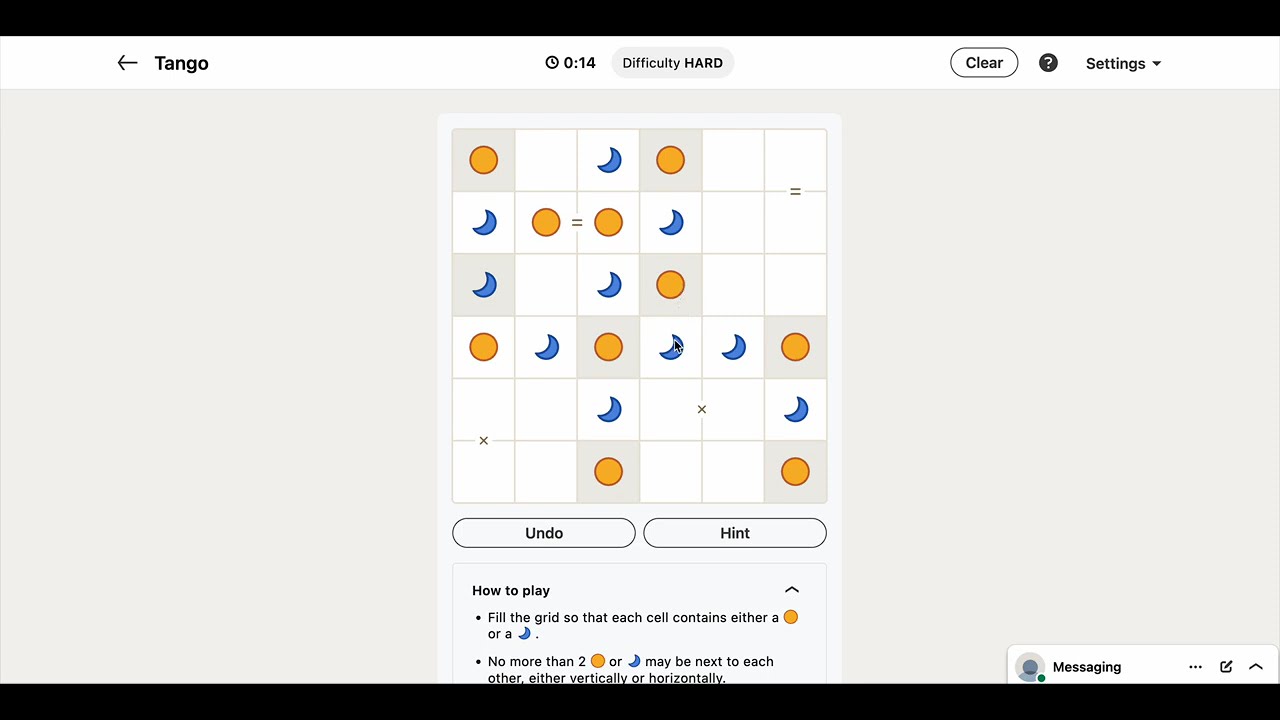 Tango
0:14
Difficulty HARD
Clear
?
Settings
=
=
×
×
Undo
Hint
How to play
• Fill the grid so that each cell contains either a
or a .
• No more than 2 or may be next to each
other, either vertically or horizontally.
Messaging